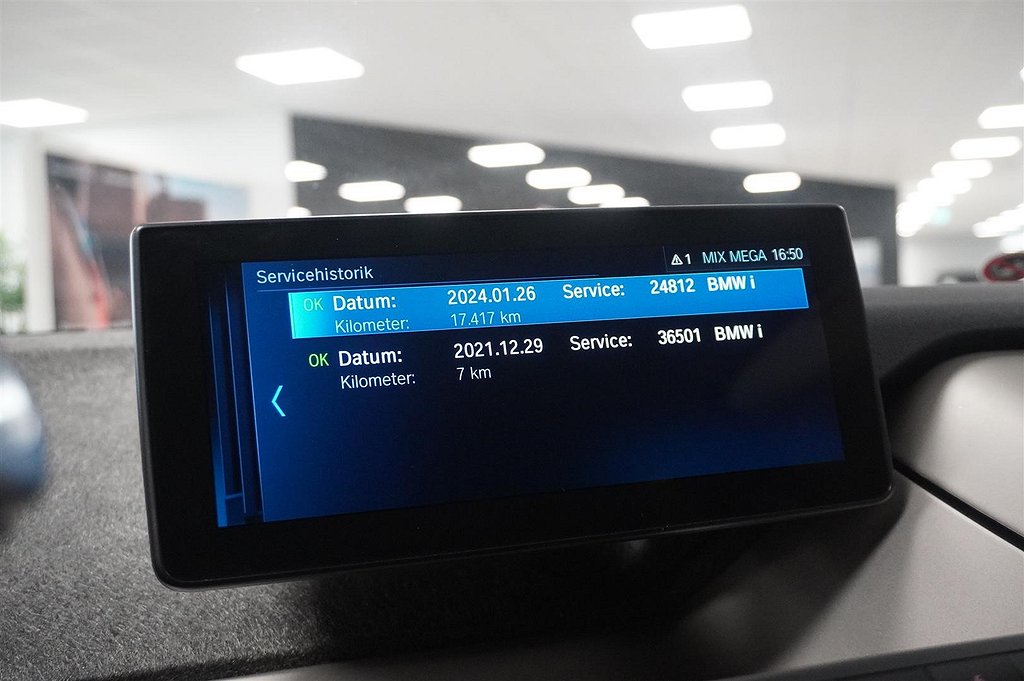 Servicehistorik
1 MIX MEGA 16:50
OK Datum: 2024.01.26 Service: 24812 BMW i
Kilometer: 17.417 km
OK Datum: 2021.12.29 Service: 36501 BMW i
Kilometer: 7 km